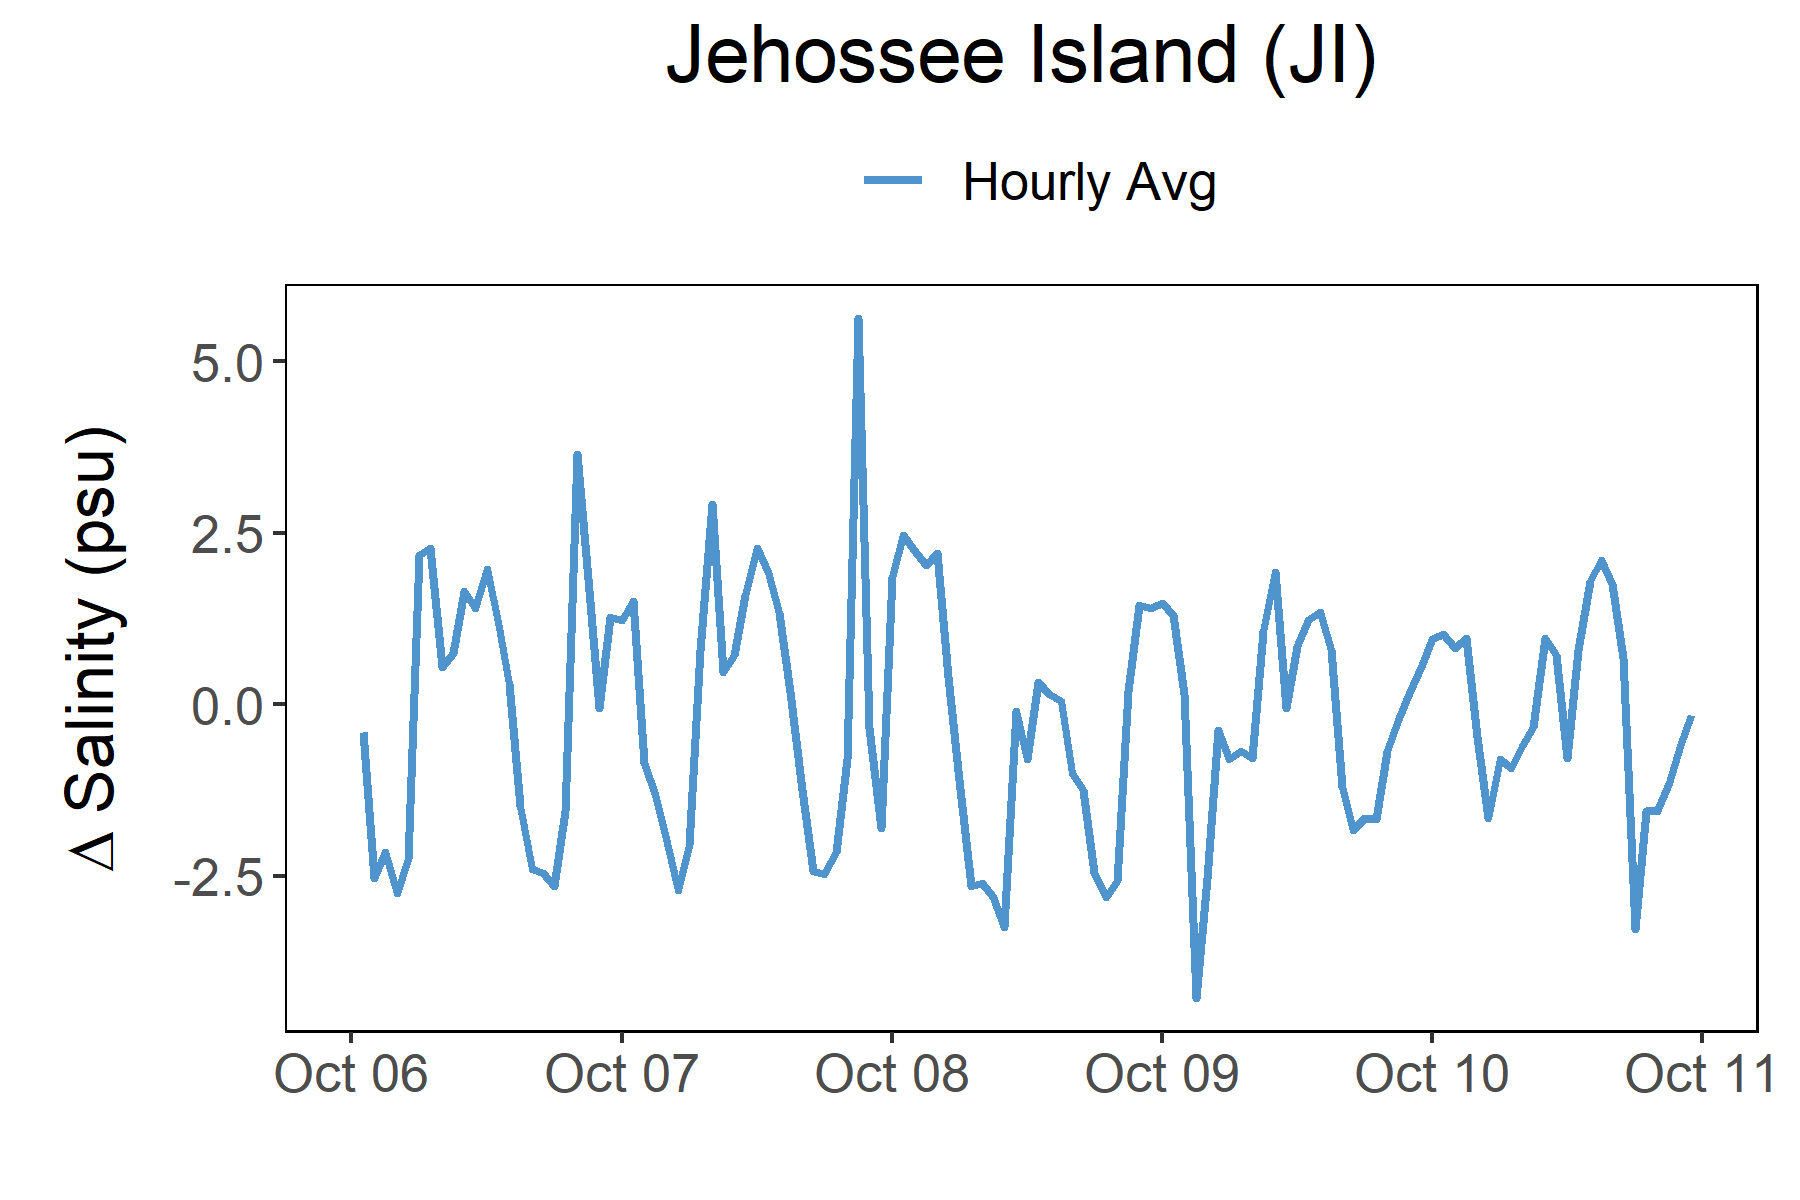 Jehossee Island (JI)
Hourly Avg
Δ Salinity (psu)
5.0
2.5
0.0
-2.5
Oct 06 Oct 07 Oct 08 Oct 09 Oct 10 Oct 11